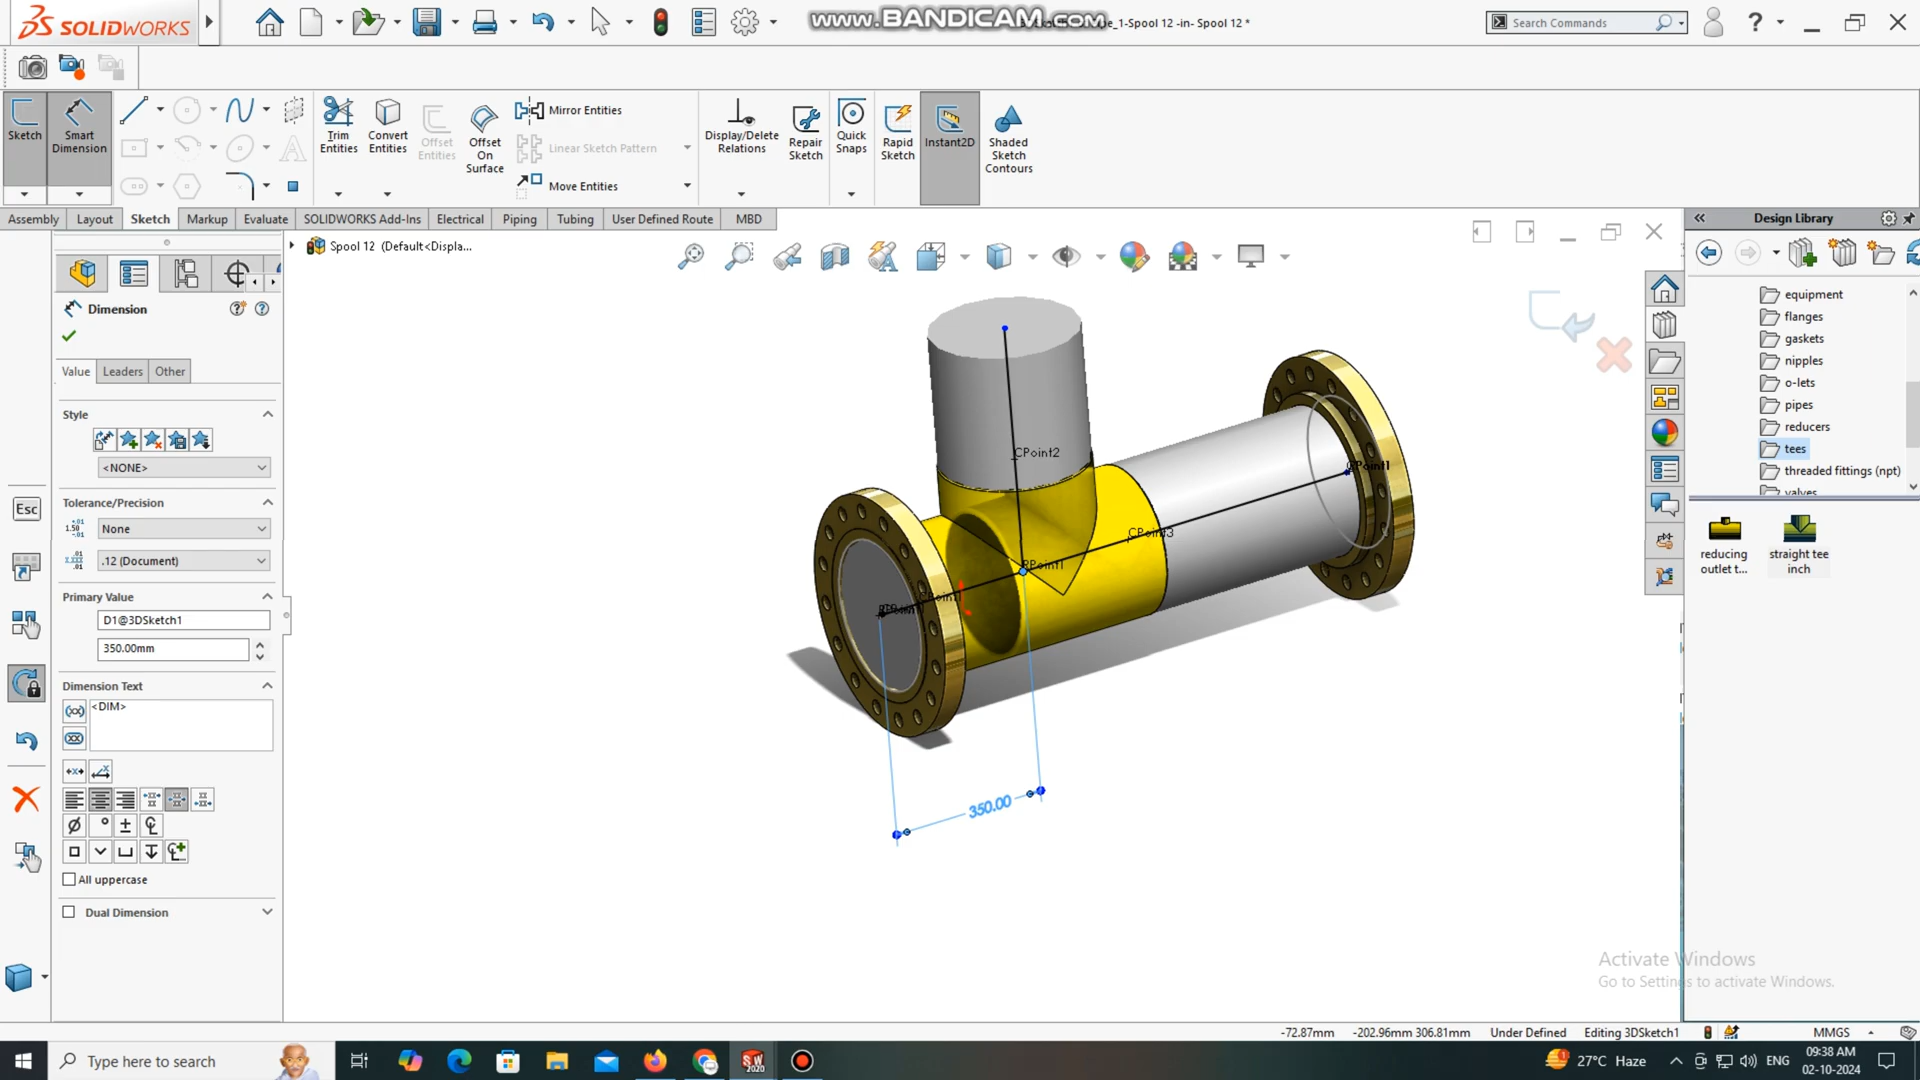 SOLIDWORKS
www.BANDICAM.com
e_1-Spool 12 -in- Spool 12 *
Search Commands
Sketch
Smart Dimension
Trim Entities
Convert Entities
Offset Entities
Offset On Surface
Mirror Entities
Linear Sketch Pattern
Move Entities
Display/Delete Relations
Repair Sketch
Quick Snaps
Rapid Sketch
Instant2D
Shaded Sketch Contours
Assembly
Layout
Sketch
Markup
Evaluate
SOLIDWORKS Add-Ins
Electrical
Piping
Tubing
User Defined Route
MBD
Design Library
Spool 12 (Default<Displa...
Dimension
Value
Leaders
Other
Style
<NONE>
Tolerance/Precision
None
.12 (Document)
Primary Value
D1@3DSketch1
350.00mm
Dimension Text
<DIM>
All uppercase
Dual Dimension
Esc
CPoint2
CPoint1
CPoint3
RPoint1
CPoint1
350.00
equipment
flanges
gaskets
nipples
o-lets
pipes
reducers
tees
threaded fittings (npt)
valves
reducing outlet t...
straight tee inch
Activate Windows
Go to Settings to activate Windows.
-72.87mm
-202.96mm 306.81mm
Under Defined
Editing 3DSketch1
MMGS
Type here to search
SW 2020
27°C Haze
ENG
09:38 AM
02-10-2024